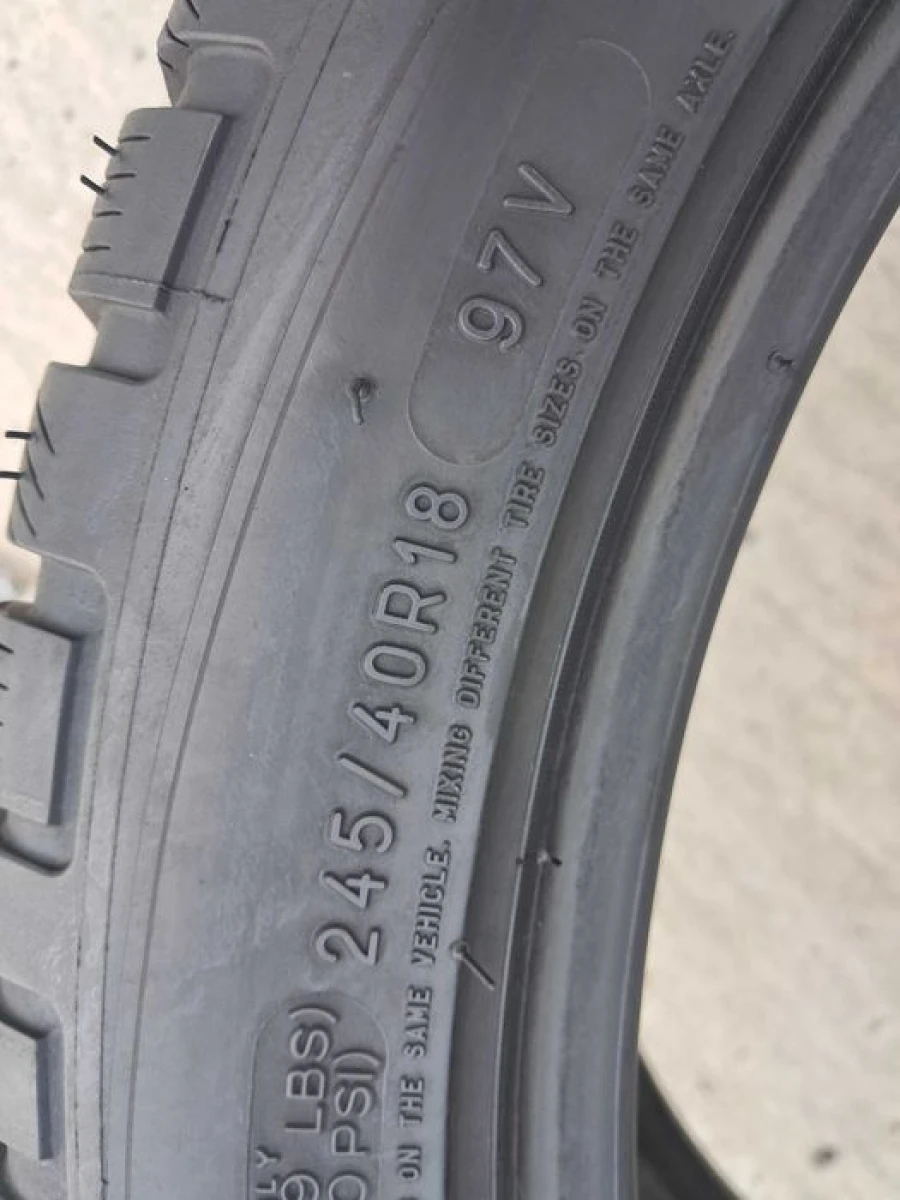 245/40R18 97V
ON THE SAME VEHICLE. MIXING DIFFERENT TIRE SIZES ON THE SAME AXLE.
LBS)
PSI)